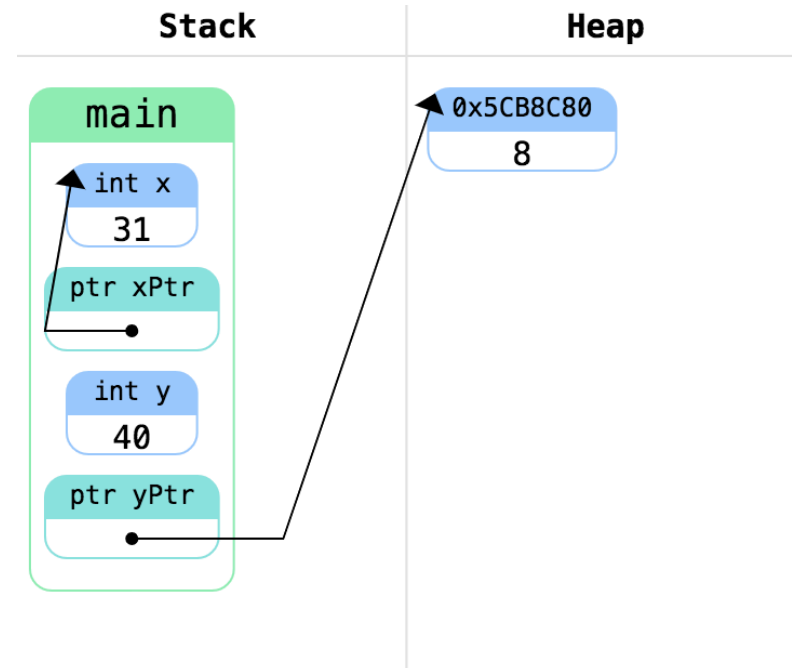 Stack
Heap
main
int x
31
ptr xPtr
int y
40
ptr yPtr
0x5CB8C80
8